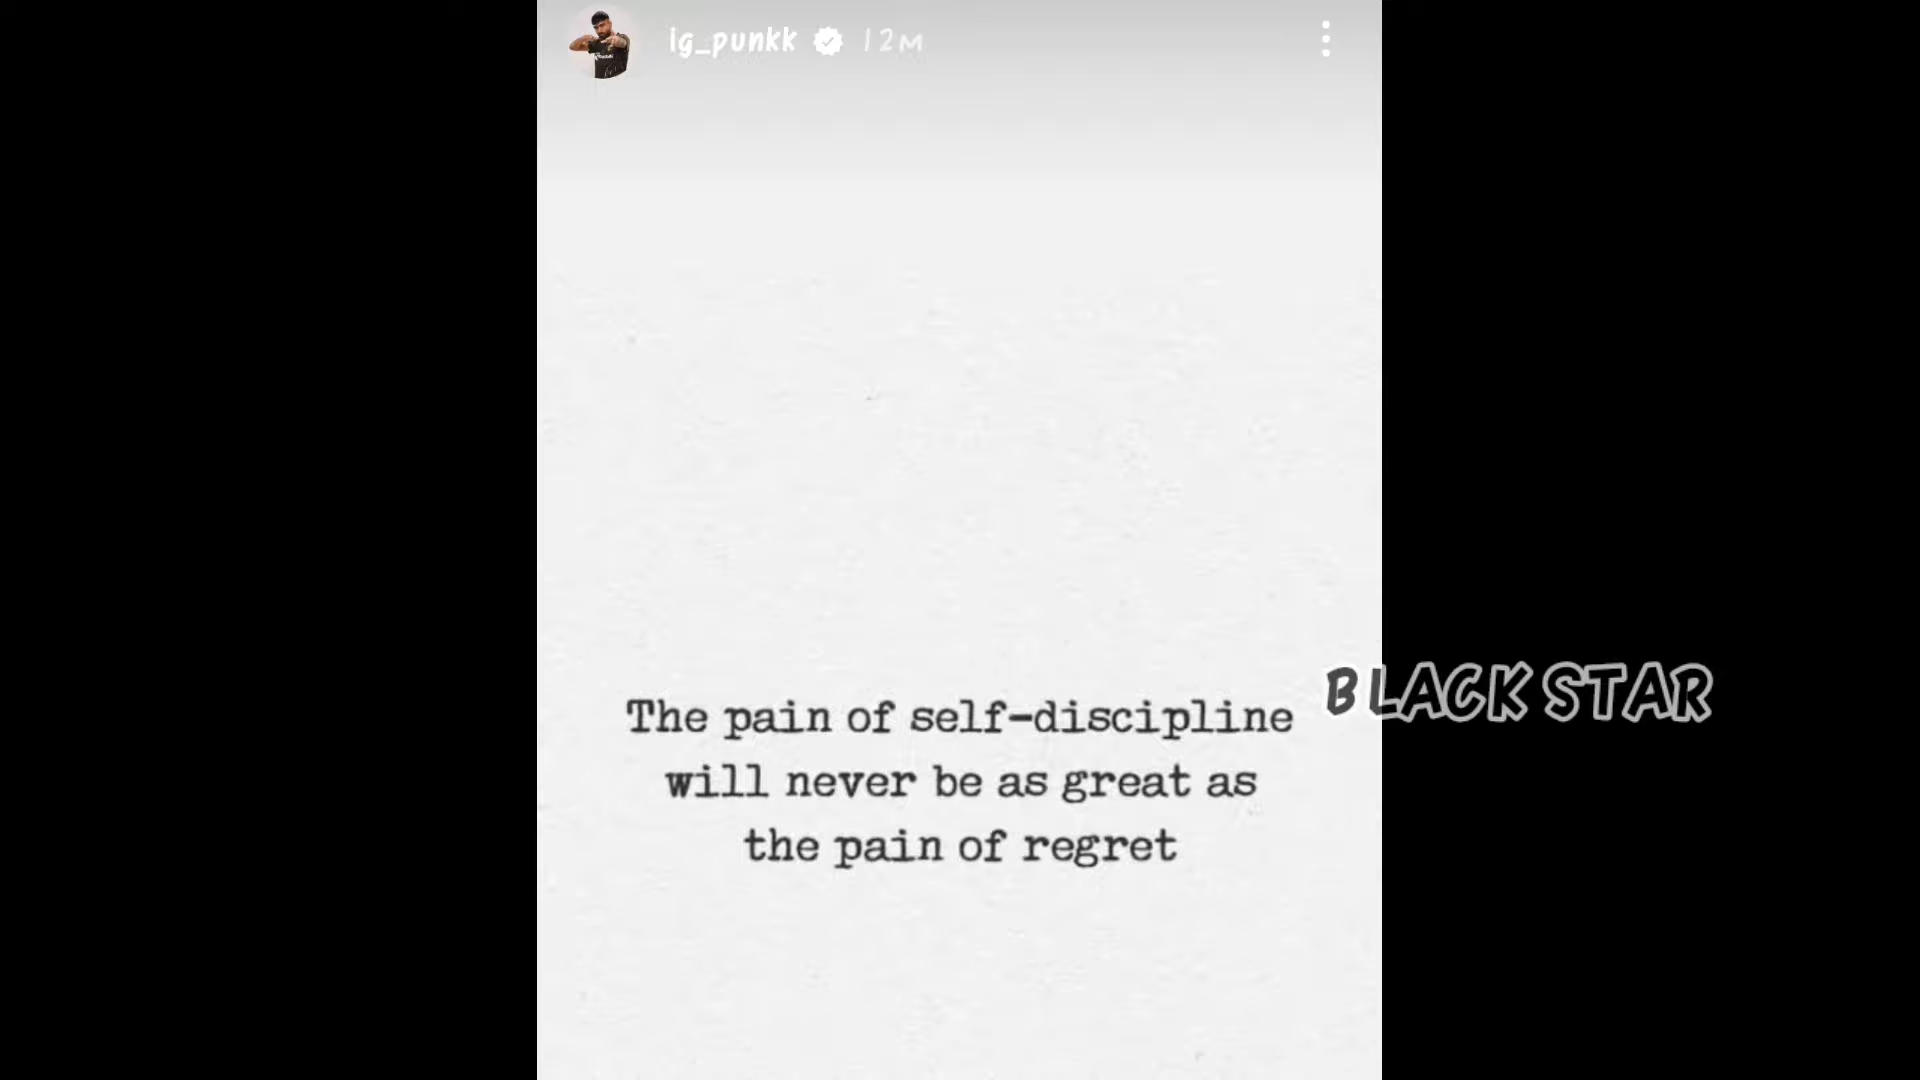 ig_punkk 12m
BLACK STAR
The pain of self-discipline
will never be as great as
the pain of regret